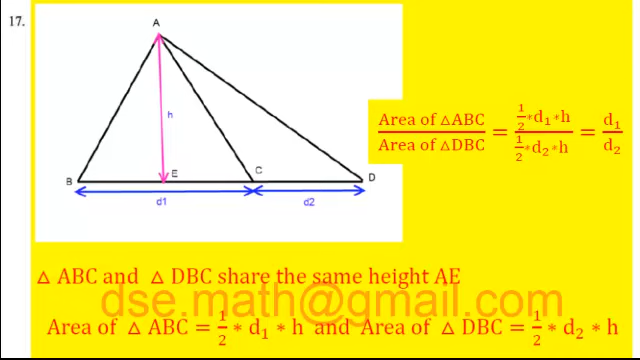 17.
A
h
B E C D
d1 d2
Area of △ABC / Area of △DBC = (1/2 * d₁ * h) / (1/2 * d₂ * h) = d₁ / d₂
△ ABC and △ DBC share the same height AE
dse.math@gmail.com
Area of △ ABC = 1/2 * d₁ * h and Area of △ DBC = 1/2 * d₂ * h